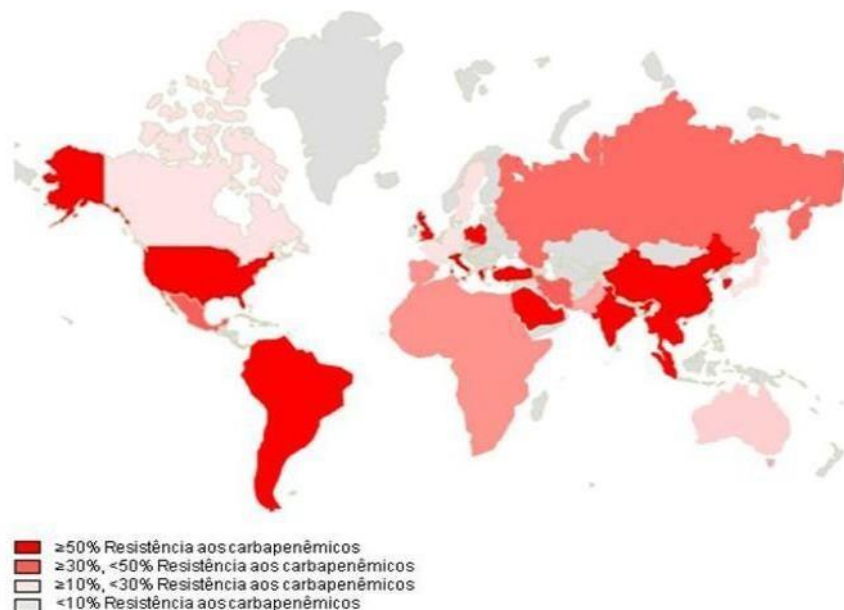 ≥50% Resistência aos carbapenêmicos
≥30%, <50% Resistência aos carbapenêmicos
≥10%, <30% Resistência aos carbapenêmicos
<10% Resistência aos carbapenêmicos